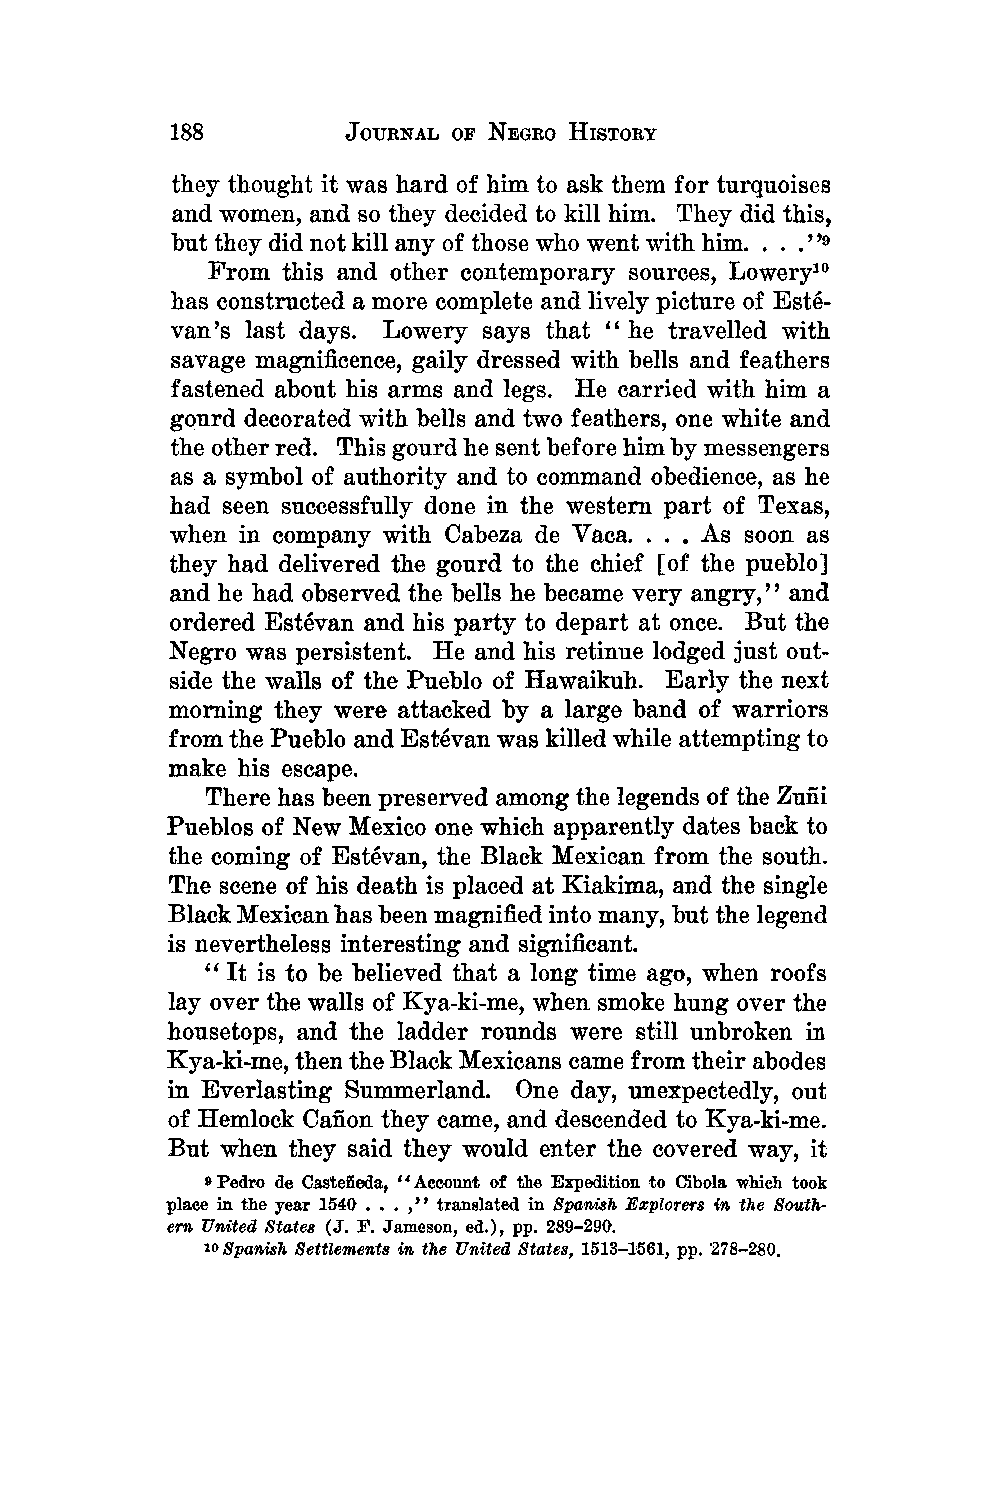 188 JOURNAL OF NEGRO HISTORY
they thought it was hard of him to ask them for turquoises
and women, and so they decided to kill him. They did this,
but they did not kill any of those who went with him. . . .''⁹
From this and other contemporary sources, Lowery¹⁰
has constructed a more complete and lively picture of Esté-
van's last days. Lowery says that '' he travelled with
savage magnificence, gaily dressed with bells and feathers
fastened about his arms and legs. He carried with him a
gourd decorated with bells and two feathers, one white and
the other red. This gourd he sent before him by messengers
as a symbol of authority and to command obedience, as he
had seen successfully done in the western part of Texas,
when in company with Cabeza de Vaca. . . . As soon as
they had delivered the gourd to the chief [of the pueblo]
and he had observed the bells he became very angry,'' and
ordered Estévan and his party to depart at once. But the
Negro was persistent. He and his retinue lodged just out-
side the walls of the Pueblo of Hawaikuh. Early the next
morning they were attacked by a large band of warriors
from the Pueblo and Estévan was killed while attempting to
make his escape.
There has been preserved among the legends of the Zuñi
Pueblos of New Mexico one which apparently dates back to
the coming of Estévan, the Black Mexican from the south.
The scene of his death is placed at Kiakima, and the single
Black Mexican has been magnified into many, but the legend
is nevertheless interesting and significant.
'' It is to be believed that a long time ago, when roofs
lay over the walls of Kya-ki-me, when smoke hung over the
housetops, and the ladder rounds were still unbroken in
Kya-ki-me, then the Black Mexicans came from their abodes
in Everlasting Summerland. One day, unexpectedly, out
of Hemlock Cañon they came, and descended to Kya-ki-me.
But when they said they would enter the covered way, it
⁹ Pedro de Casteñeda, ''Account of the Expedition to Cibola which took
place in the year 1540 . . . ,'' translated in Spanish Explorers in the South-
ern United States (J. F. Jameson, ed.), pp. 289–290.
¹⁰ Spanish Settlements in the United States, 1513–1561, pp. 278–280.